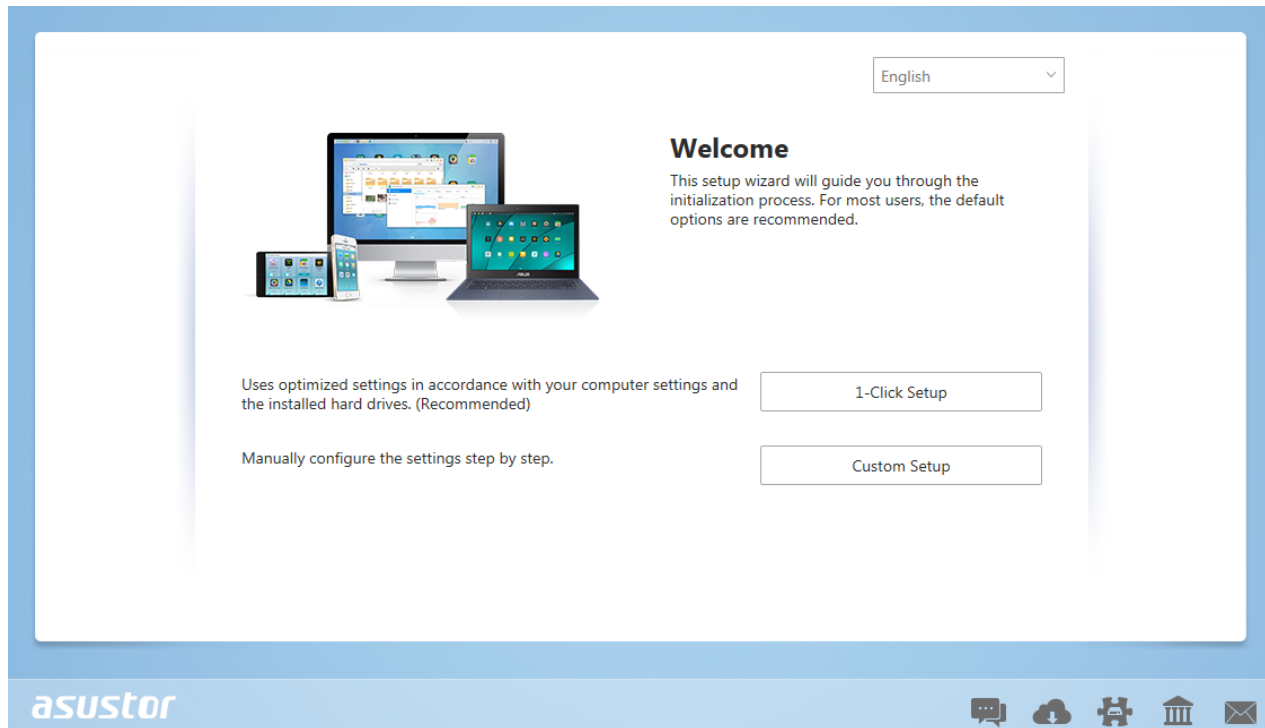 English
Welcome
This setup wizard will guide you through the
initialization process. For most users, the default
options are recommended.
Uses optimized settings in accordance with your computer settings and
the installed hard drives. (Recommended)
1-Click Setup
Manually configure the settings step by step.
Custom Setup
asustor